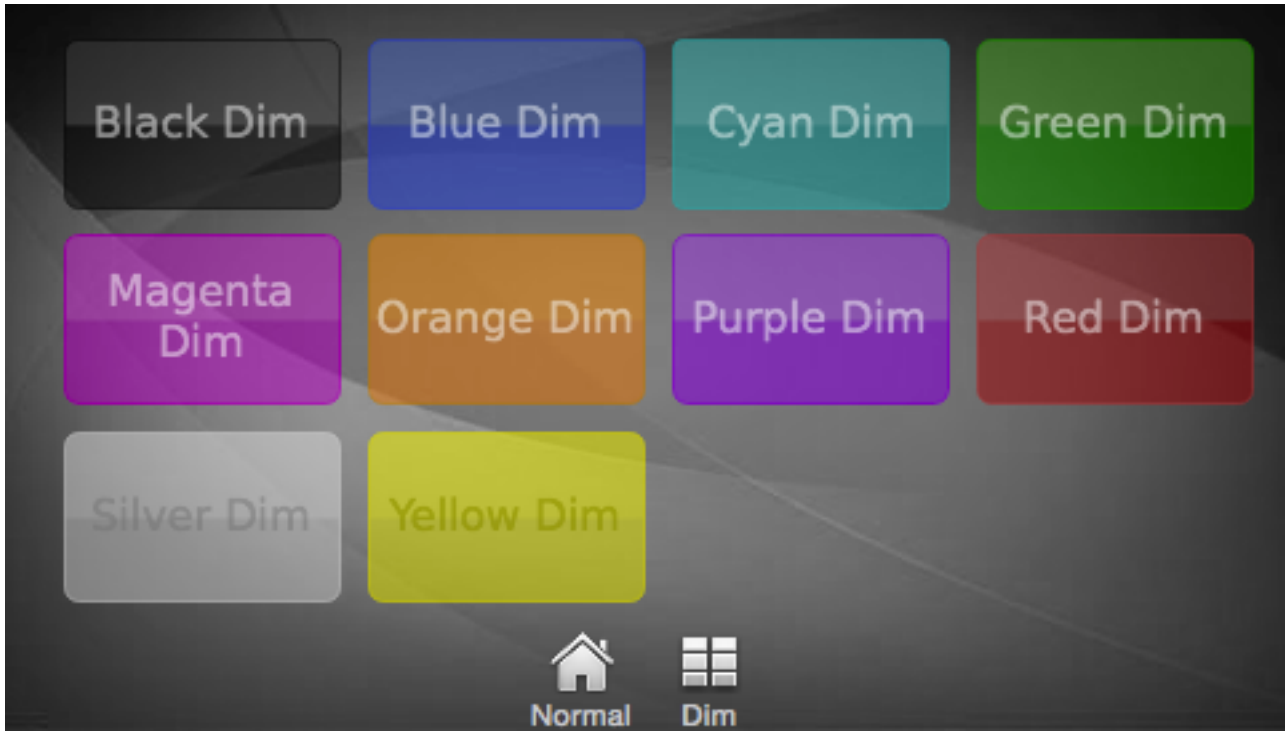 Black Dim
Blue Dim
Cyan Dim
Green Dim
Magenta
Dim
Orange Dim
Purple Dim
Red Dim
Silver Dim
Yellow Dim
Normal
Dim